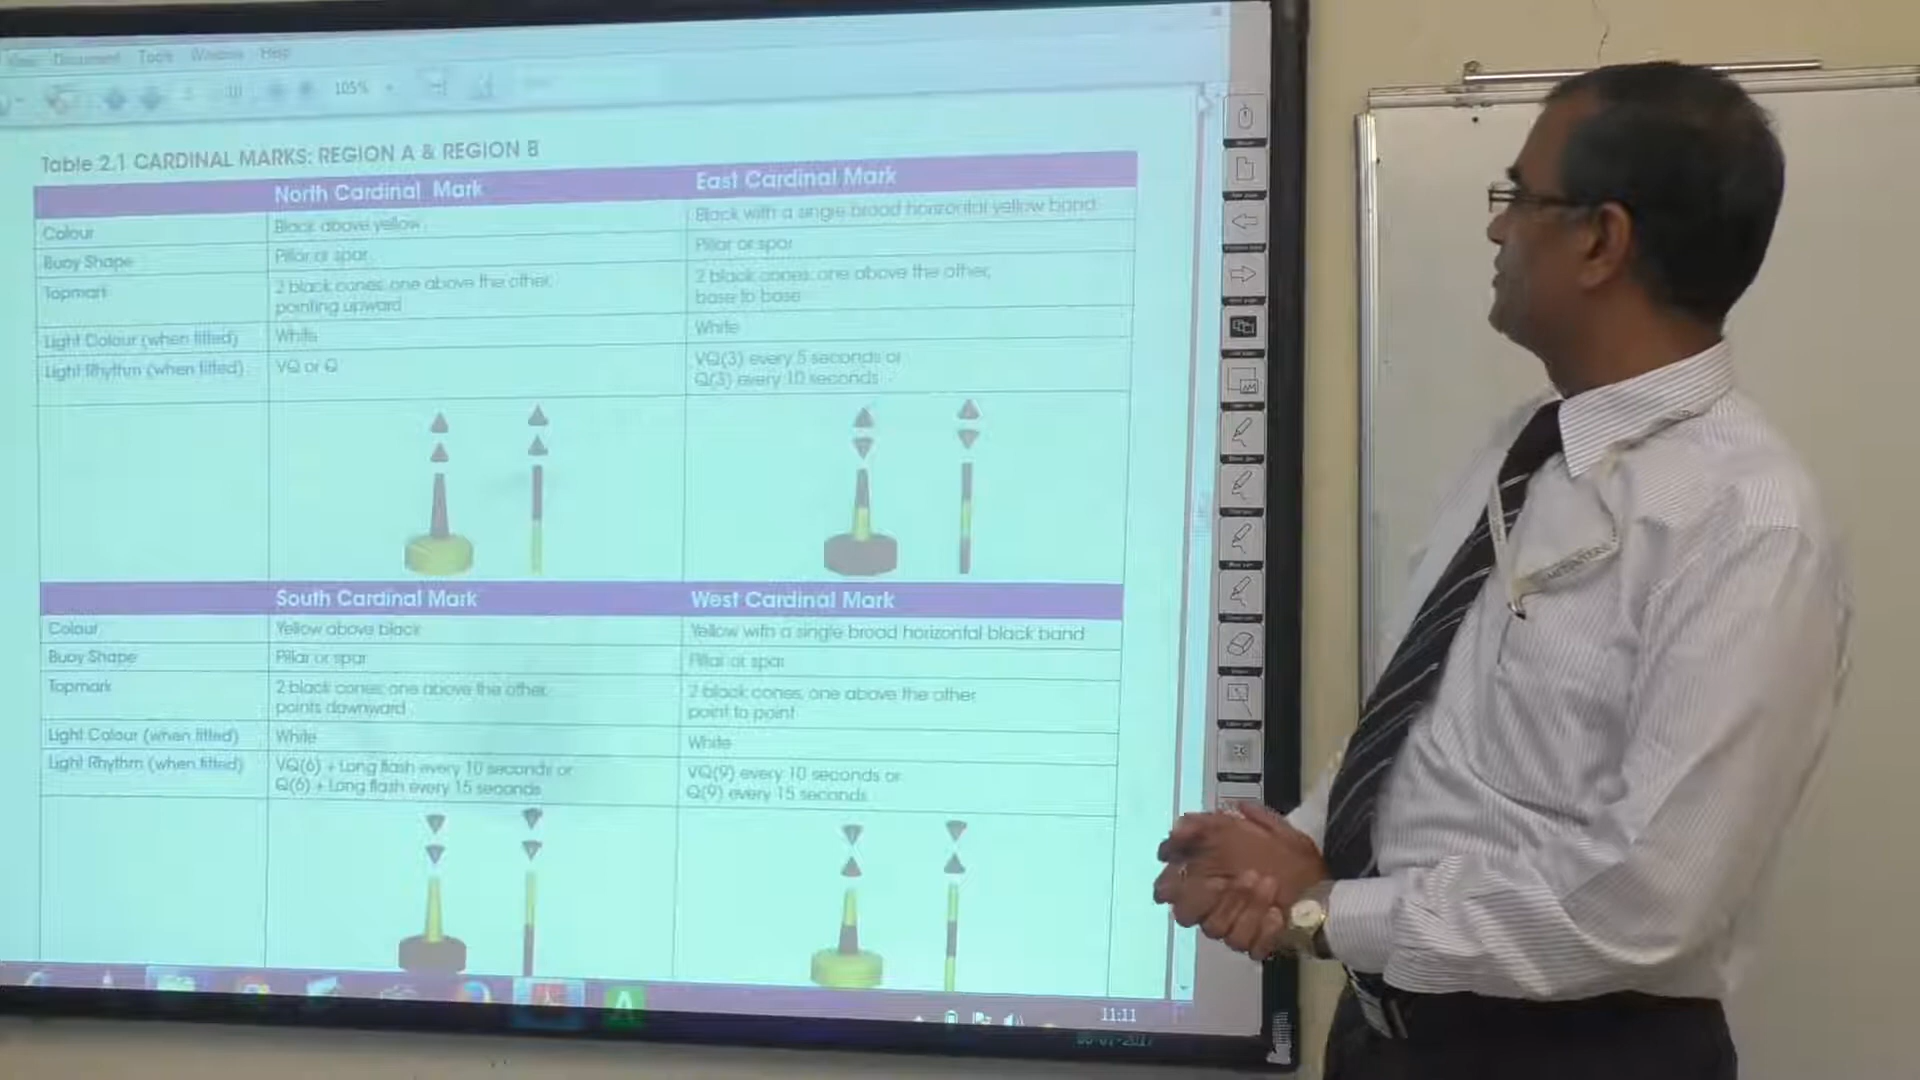 View Document Tools Window Help
105%
Table 2.1 CARDINAL MARKS: REGION A & REGION B
North Cardinal Mark East Cardinal Mark
Colour Black above yellow Black with a single broad horizontal yellow band
Buoy Shape Pillar or spar Pillar or spar
Topmark 2 black cones, one above the other, 2 black cones, one above the other,
pointing upward base to base
Light Colour (when fitted) White White
Light Rhythm (when fitted) VQ or Q VQ(3) every 5 seconds or
Q(3) every 10 seconds
South Cardinal Mark West Cardinal Mark
Colour Yellow above black Yellow with a single broad horizontal black band
Buoy Shape Pillar or spar Pillar or spar
Topmark 2 black cones, one above the other, 2 black cones, one above the other
points downward point to point
Light Colour (when fitted) White White
Light Rhythm (when fitted) VQ(6) + Long flash every 10 seconds or VQ(9) every 10 seconds or
Q(6) + Long flash every 15 seconds Q(9) every 15 seconds
11:11